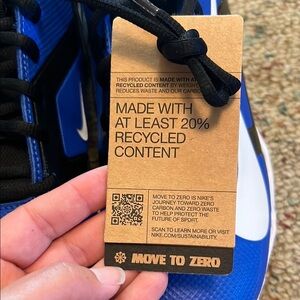 THIS PRODUCT IS MADE WITH AT
RECYCLED CONTENT BY WEIGHT
REDUCES WASTE AND OUR CARB
MADE WITH
AT LEAST 20%
RECYCLED
CONTENT
MOVE TO ZERO IS NIKE'S
JOURNEY TOWARD ZERO
CARBON AND ZERO WASTE
TO HELP PROTECT THE
FUTURE OF SPORT.
SCAN TO LEARN MORE OR VISIT
NIKE.COM/SUSTAINABILITY.
MOVE TO ZERO